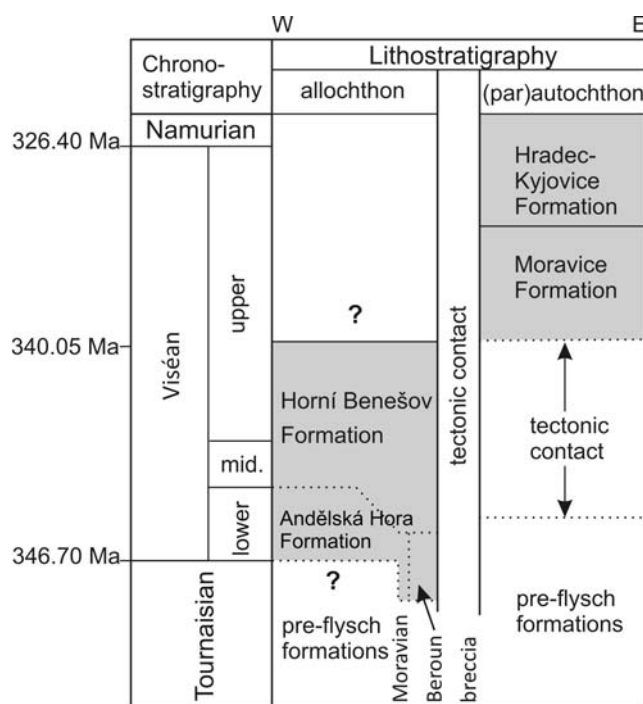 W
E
Lithostratigraphy
Chrono-
stratigraphy
allochthon
(par)autochthon
Namurian
326.40 Ma
Hradec-
Kyjovice
Formation
Moravice
Formation
upper
?
Viséan
340.05 Ma
tectonic contact
Horní Benešov
Formation
tectonic
contact
mid.
lower
Andělská Hora
Formation
346.70 Ma
?
Tournaisian
pre-flysch
formations
Moravian
Beroun
breccia
pre-flysch
formations